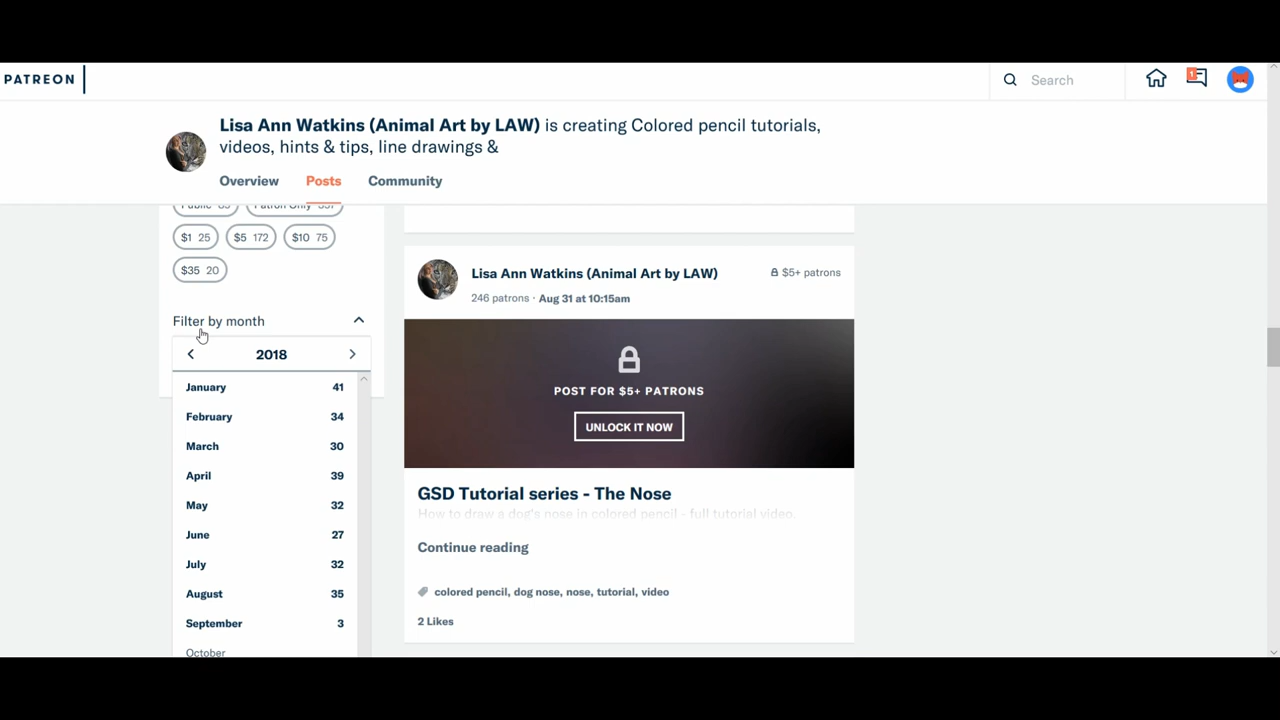 PATREON
Search
1
Lisa Ann Watkins (Animal Art by LAW) is creating Colored pencil tutorials,
videos, hints & tips, line drawings &
Overview Posts Community
Public Patron Only
$1 25 $5 172 $10 75
$35 20
Filter by month
2018
January 41
February 34
March 30
April 39
May 32
June 27
July 32
August 35
September 3
October
Lisa Ann Watkins (Animal Art by LAW)
$5+ patrons
246 patrons · Aug 31 at 10:15am
POST FOR $5+ PATRONS
UNLOCK IT NOW
GSD Tutorial series - The Nose
How to draw a dog's nose in colored pencil - full tutorial video.
Continue reading
colored pencil, dog nose, nose, tutorial, video
2 Likes